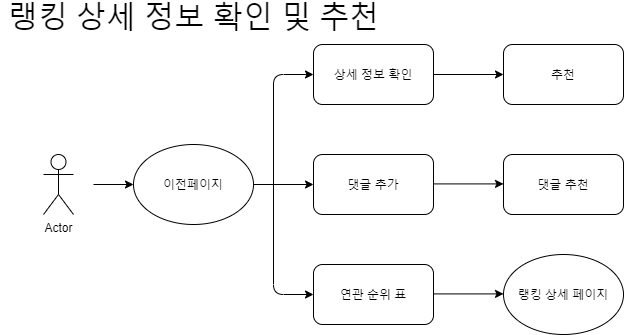 랭킹 상세 정보 확인 및 추천
상세 정보 확인
추천
이전페이지
댓글 추가
댓글 추천
Actor
연관 순위 표
랭킹 상세 페이지